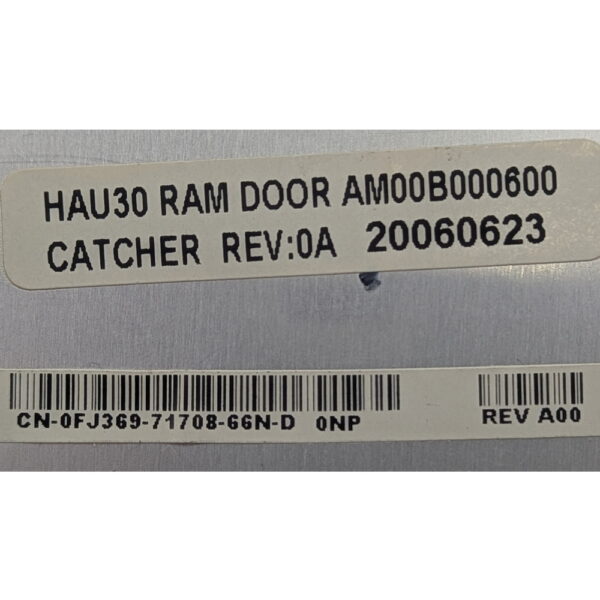 HAU30 RAM DOOR AM00B000600
CATCHER REV:0A 20060623
CN-0FJ369-71708-66N-D 0NP
REV A00